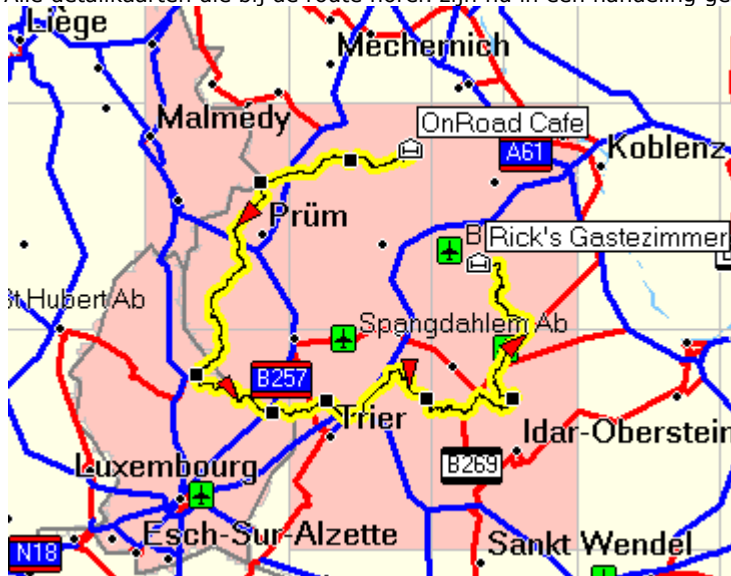 Alle detailkaarten die bij de route horen zijn nu in een handeling ge
Liège
Mechernich
Malmedy
OnRoad Cafe
A61
Koblenz
Prüm
B
Rick's Gastezimmer
St Hubert Ab
Spangdahlem Ab
B257
Trier
Idar-Oberstein
B269
Luxembourg
Esch-Sur-Alzette
N18
Sankt Wendel